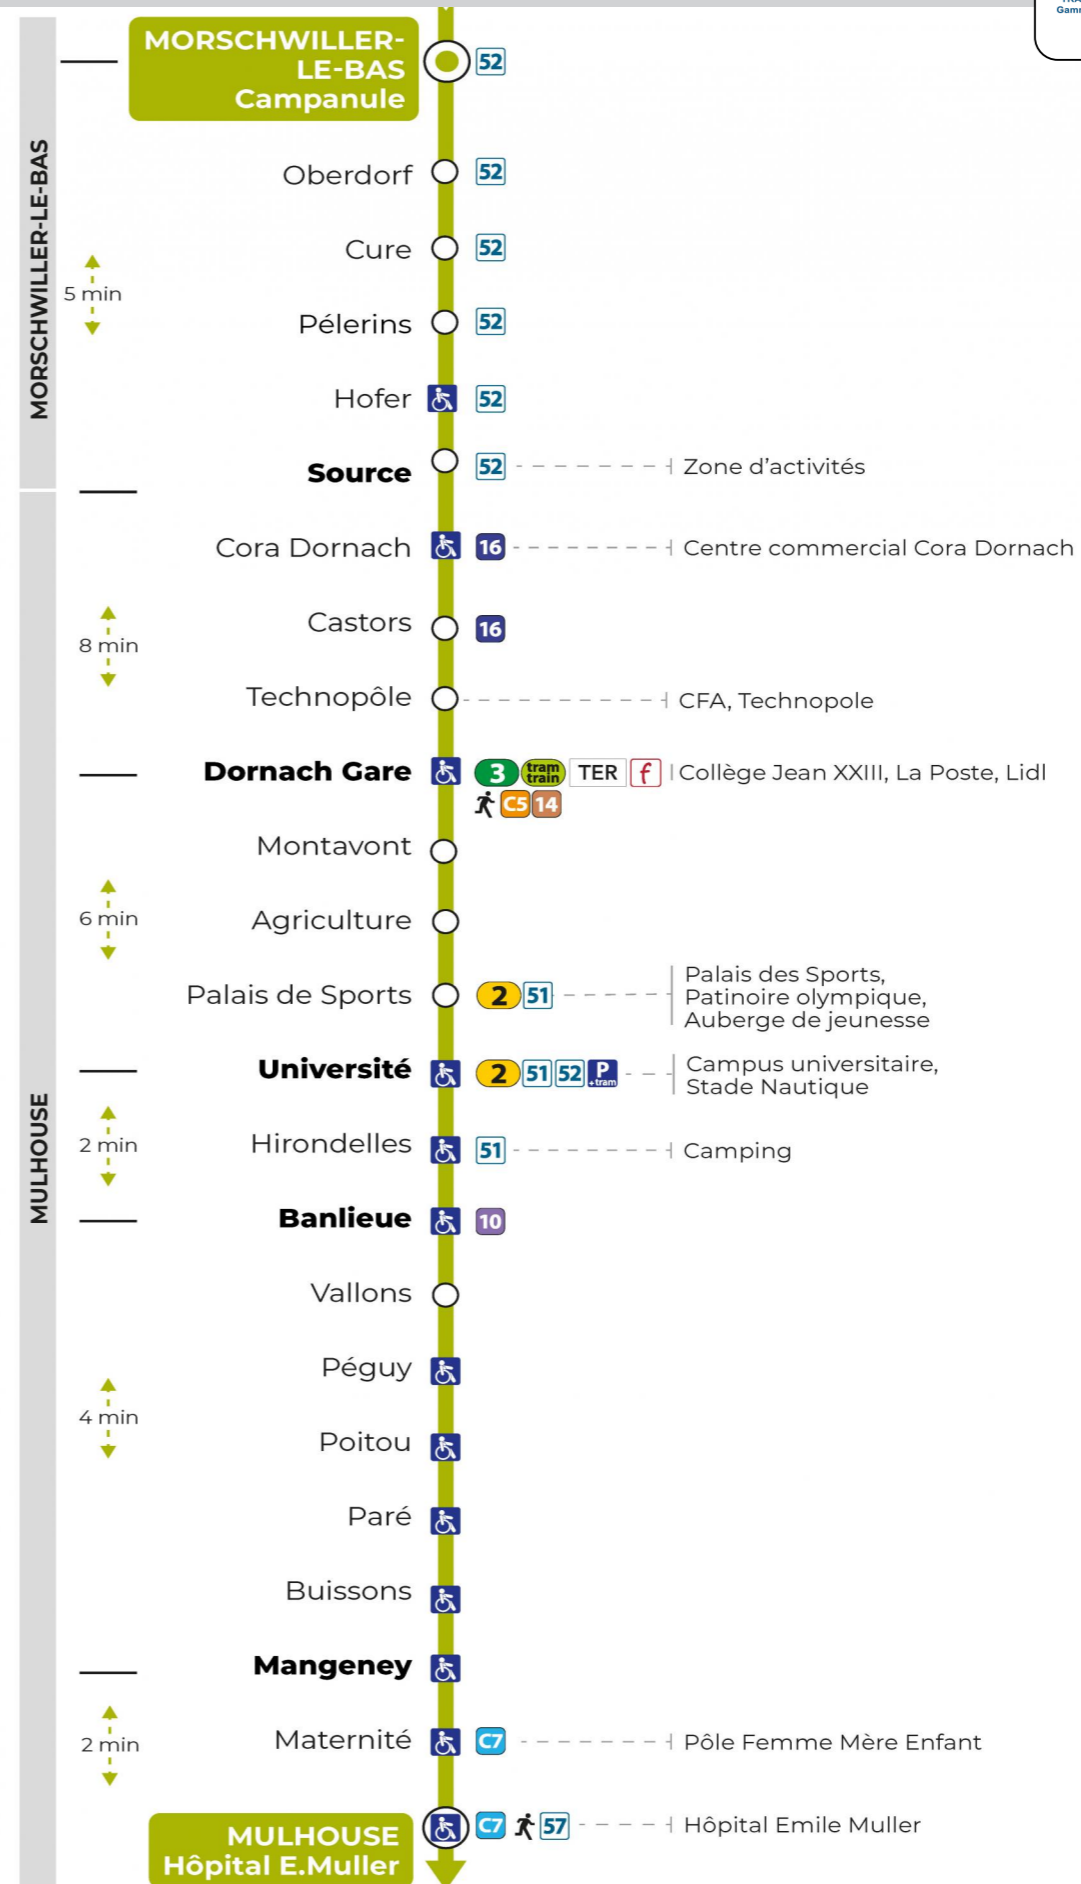 TRA
Gamm
MORSCHWILLER-
LE-BAS
Campanule
52
MORSCHWILLER-LE-BAS
Oberdorf 52
Cure 52
5 min
Pélerins 52
Hofer 52
Source 52 Zone d’activités
Cora Dornach 16 Centre commercial Cora Dornach
Castors 16
8 min
Technopôle CFA, Technopole
Dornach Gare 3 tram train TER f Collège Jean XXIII, La Poste, Lidl
C5 14
Montavont
6 min
Agriculture
Palais de Sports 2 51 Palais des Sports,
Patinoire olympique,
Auberge de jeunesse
Université 2 51 52 P +tram Campus universitaire,
Stade Nautique
MULHOUSE
2 min
Hirondelles 51 Camping
Banlieue 10
Vallons
Péguy
4 min
Poitou
Paré
Buissons
Mangeney
2 min
Maternité C7 Pôle Femme Mère Enfant
MULHOUSE
Hôpital E.Muller
C7 57 Hôpital Emile Muller